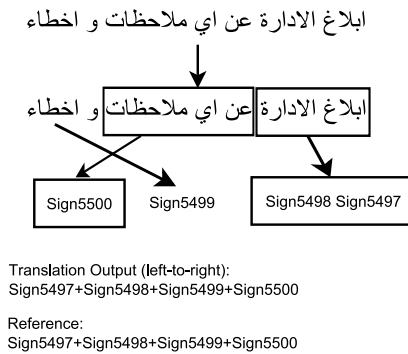 ابلاغ الادارة عن اي ملاحظات و اخطاء
ابلاغ الادارة عن اي ملاحظات و اخطاء
Sign5500 Sign5499 Sign5498 Sign5497
Translation Output (left-to-right):
Sign5497+Sign5498+Sign5499+Sign5500
Reference:
Sign5497+Sign5498+Sign5499+Sign5500